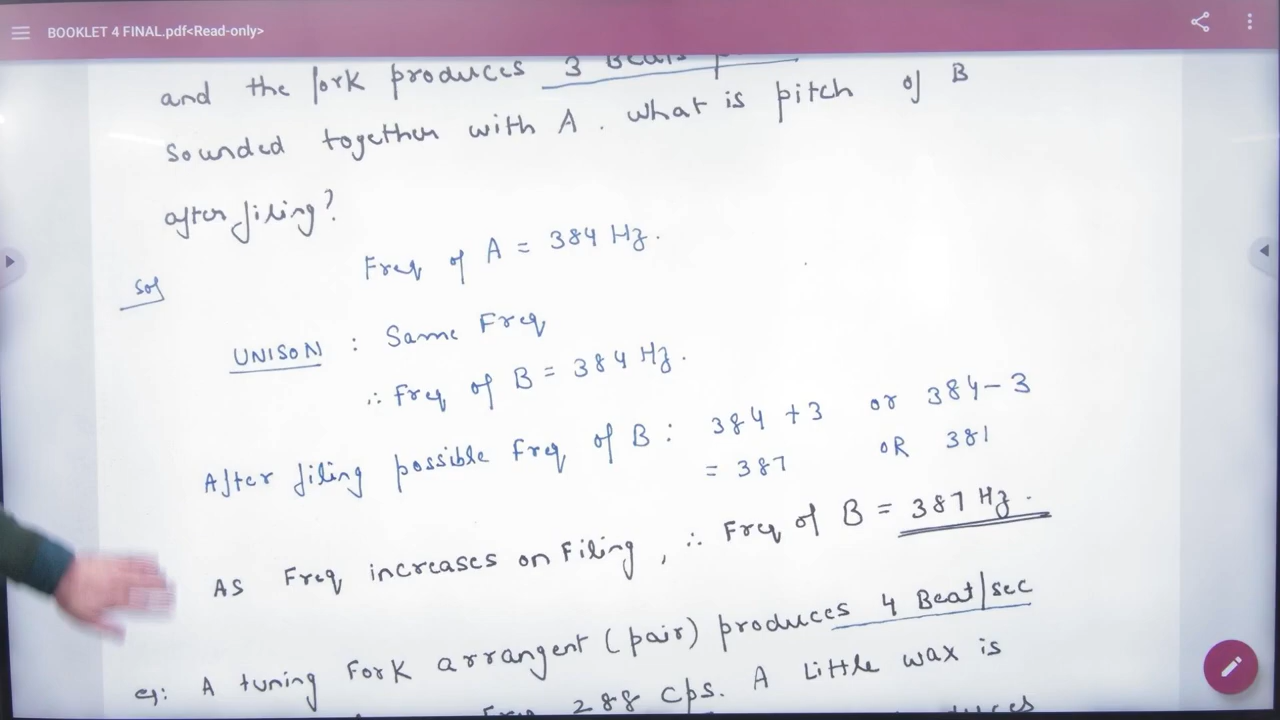 BOOKLET 4 FINAL.pdf<Read-only>
and the fork produces 3 Beats
sounded together with A. what is pitch of B
after filing?
Sol
Freq of A = 384 Hz.
UNISON : Same Freq
∴ Freq of B = 384 Hz.
After filing possible Freq of B : 384 + 3 or 384 - 3
= 387 OR 381
As Freq increases on Filing, ∴ Freq of B = 387 Hz.
eg: A tuning Fork arrangent (pair) produces 4 Beat/sec
Freq 288 cps. A Little wax is